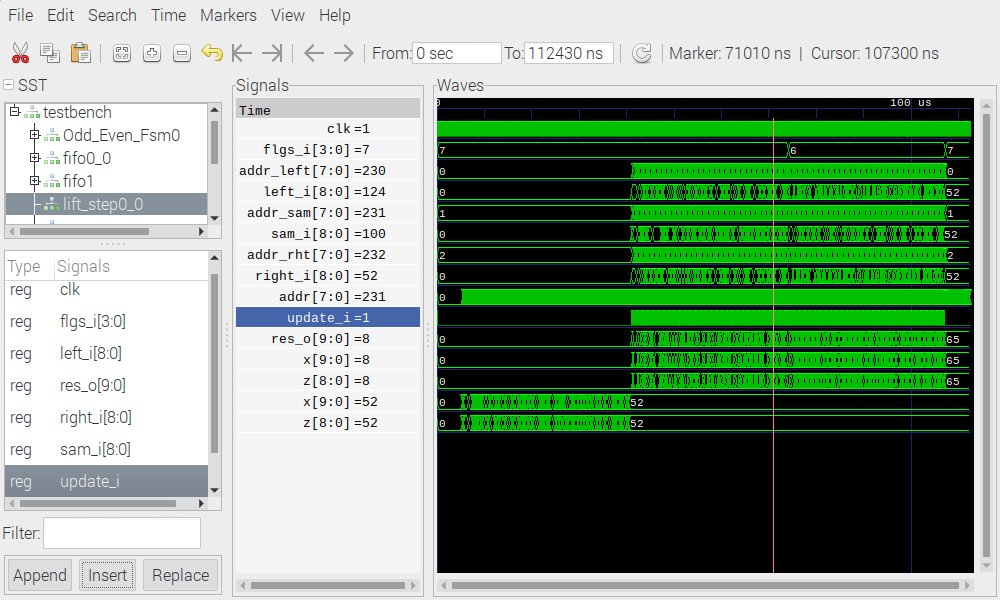 File Edit Search Time Markers View Help
From: 0 sec To: 112430 ns Marker: 71010 ns | Cursor: 107300 ns
SST
testbench
Odd_Even_Fsm0
fifo0_0
fifo1
lift_step0_0
Type Signals
reg clk
reg flgs_i[3:0]
reg left_i[8:0]
reg res_o[9:0]
reg right_i[8:0]
reg sam_i[8:0]
reg update_i
Filter:
Append Insert Replace
Signals
Time
clk =1
flgs_i[3:0] =7
addr_left[7:0] =230
left_i[8:0] =124
addr_sam[7:0] =231
sam_i[8:0] =100
addr_rht[7:0] =232
right_i[8:0] =52
addr[7:0] =231
update_i =1
res_o[9:0] =8
x[9:0] =8
z[8:0] =8
x[9:0] =52
z[8:0] =52
Waves
0 100 us
7 6 7
0 0
0 52
1 1
0 52
2 2
0 52
0
0 65
0 65
0 65
0 52
0 52